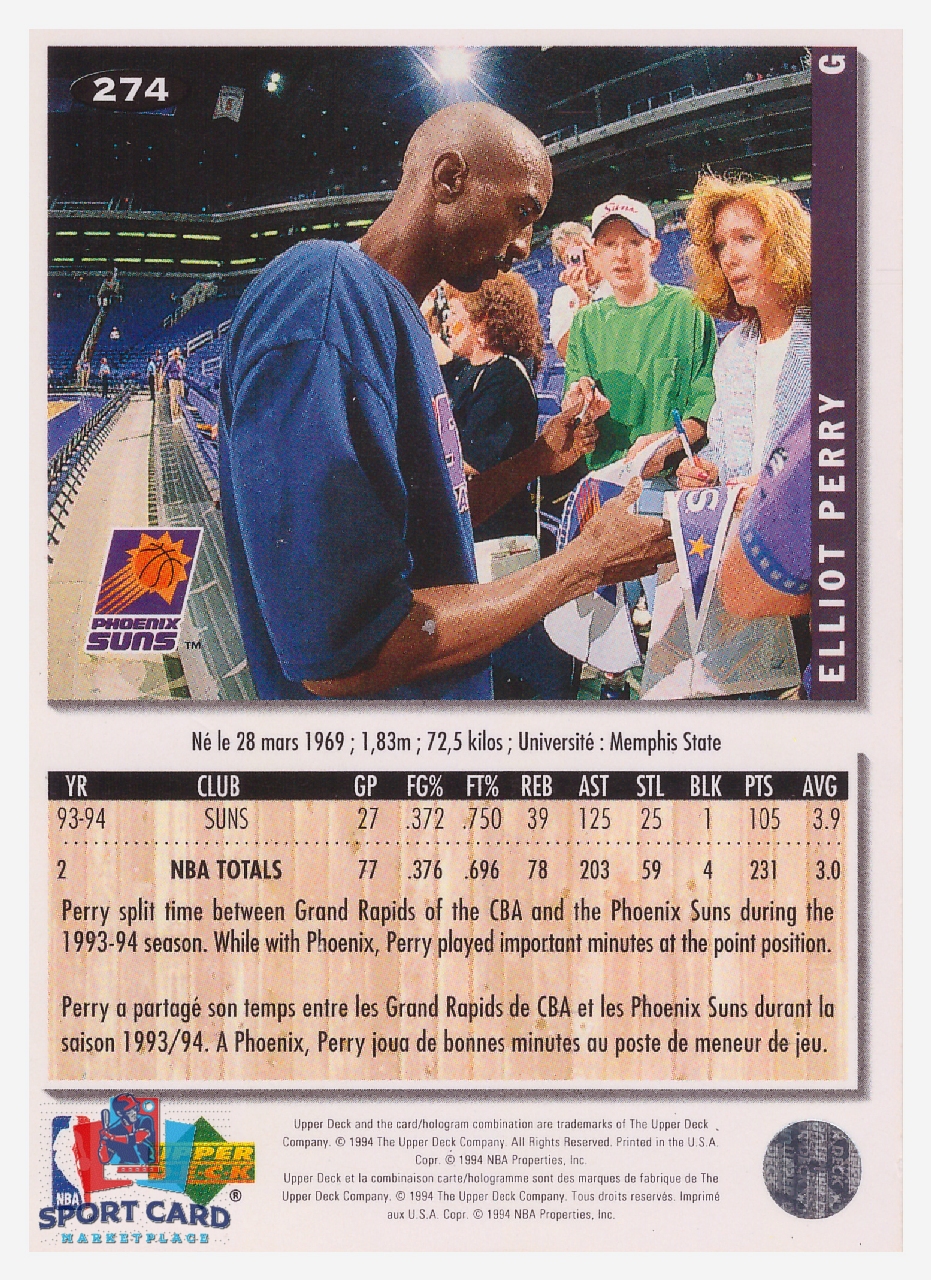 274
G
ELLIOT PERRY
Suns
S
PHOENIX
SUNS TM
Né le 28 mars 1969 ; 1,83m ; 72,5 kilos ; Université : Memphis State
YR CLUB GP FG% FT% REB AST STL BLK PTS AVG
93-94 SUNS 27 .372 .750 39 125 25 1 105 3.9
2 NBA TOTALS 77 .376 .696 78 203 59 4 231 3.0
Perry split time between Grand Rapids of the CBA and the Phoenix Suns during the
1993-94 season. While with Phoenix, Perry played important minutes at the point position.
Perry a partagé son temps entre les Grand Rapids de CBA et les Phoenix Suns durant la
saison 1993/94. A Phoenix, Perry joua de bonnes minutes au poste de meneur de jeu.
Upper Deck and the card/hologram combination are trademarks of The Upper Deck
Company. © 1994 The Upper Deck Company. All Rights Reserved. Printed in the U.S.A.
Copr. © 1994 NBA Properties, Inc.
Upper Deck et la combinaison carte/hologramme sont des marques de fabrique de The
Upper Deck Company. © 1994 The Upper Deck Company. Tous droits reservés. Imprimé
aux U.S.A. Copr. © 1994 NBA Properties, Inc.
NBA
UPPER
DECK ®
SPORT CARD
MARKETPLACE